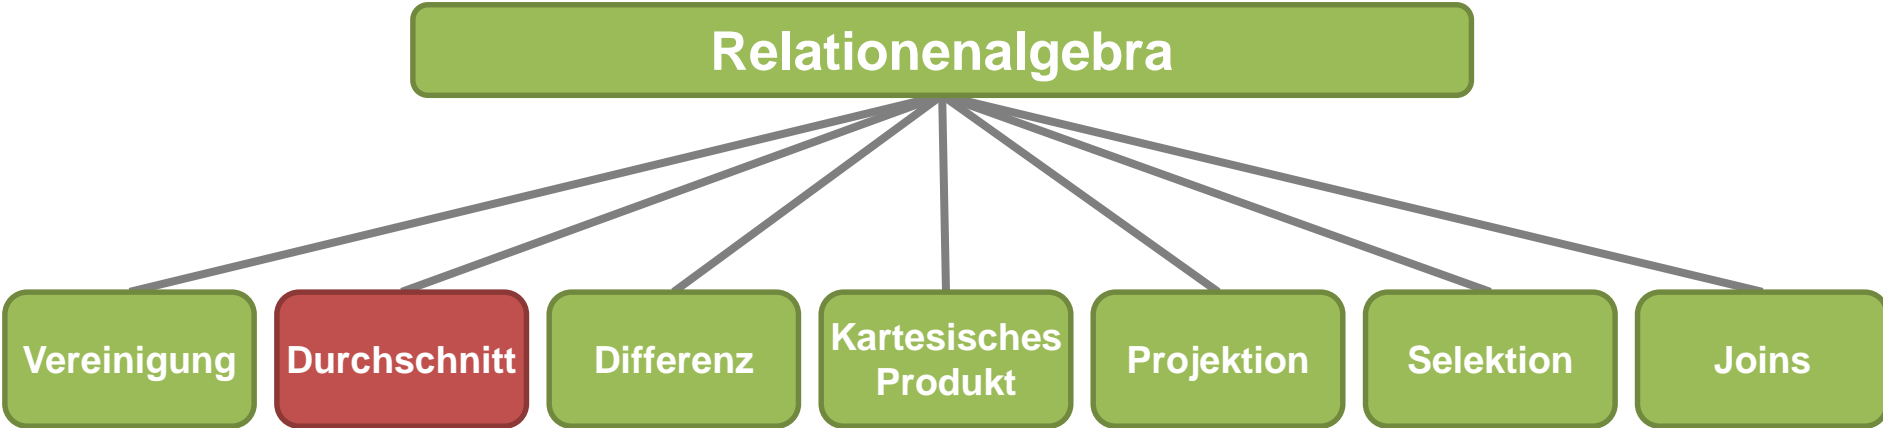 Relationenalgebra
Vereinigung
Durchschnitt
Differenz
Kartesisches
Produkt
Projektion
Selektion
Joins